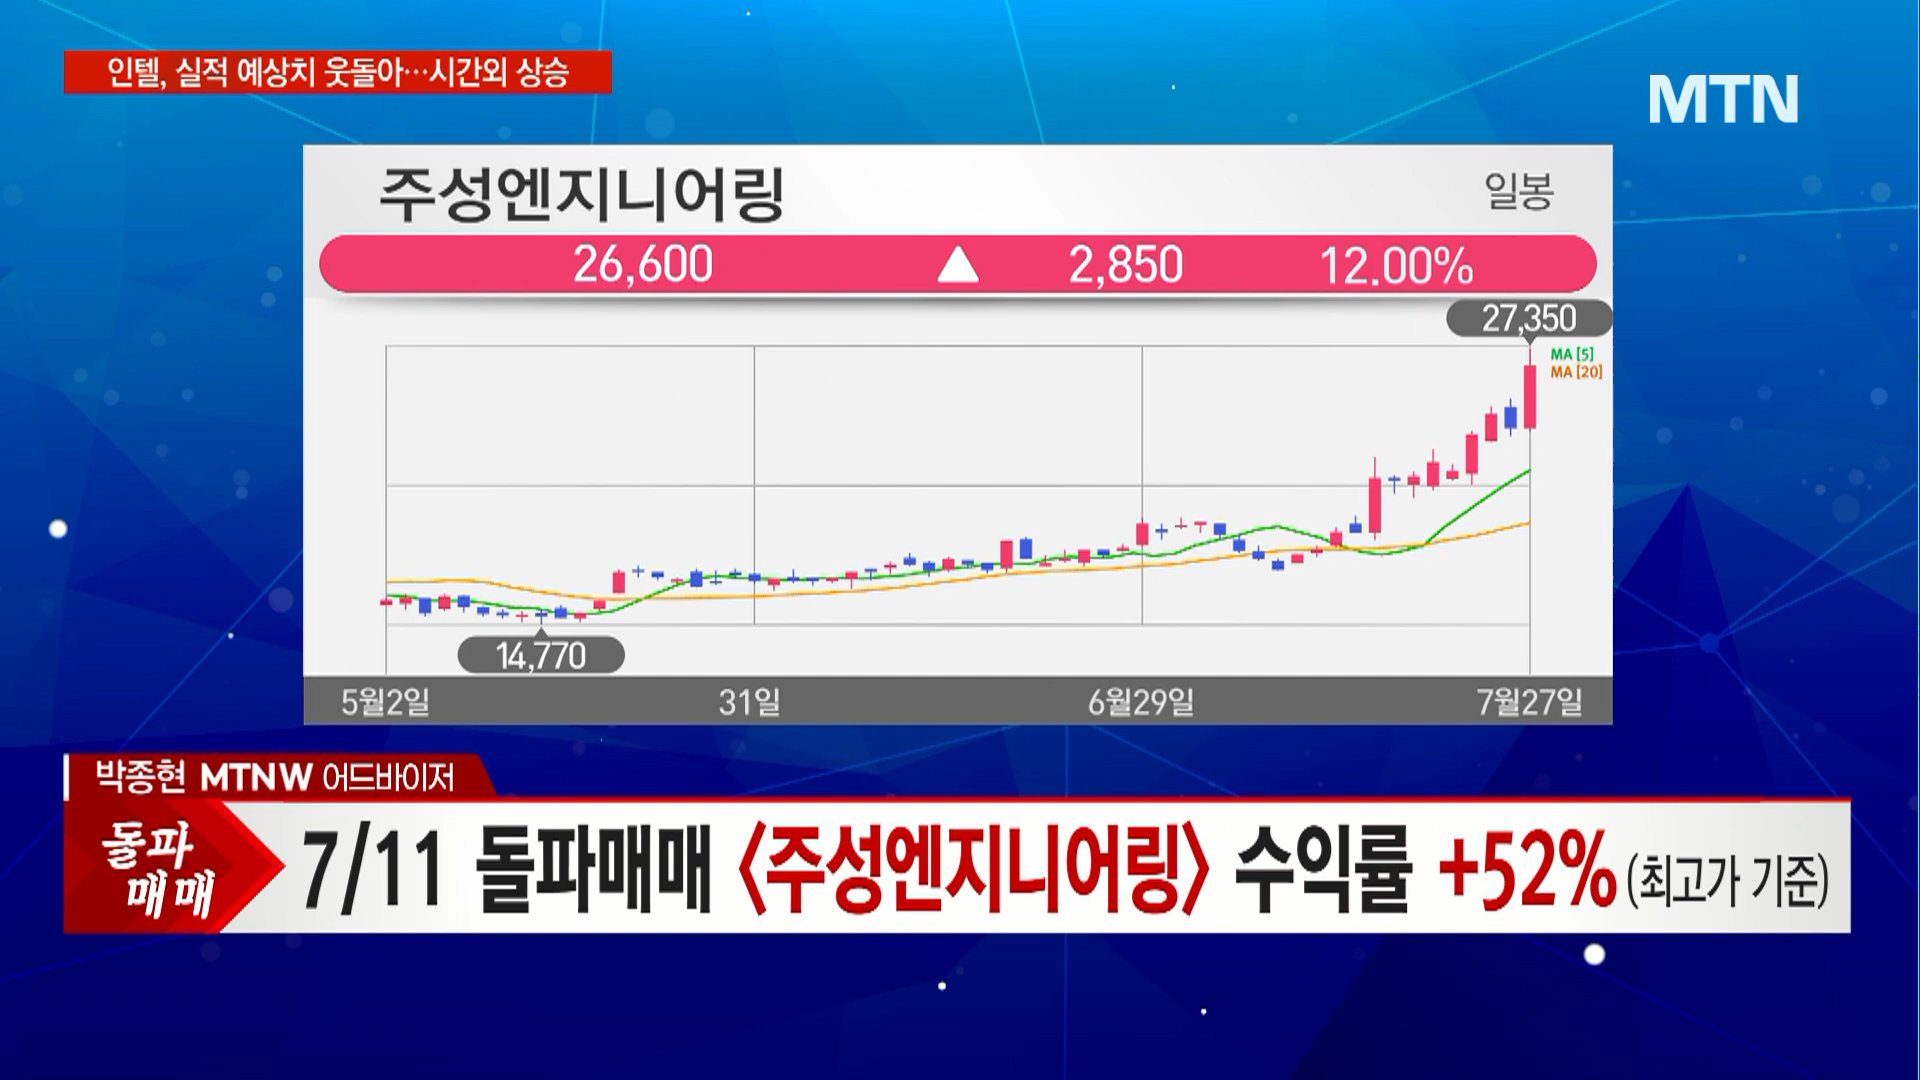 인텔, 실적 예상치 웃돌아…시간외 상승
MTN
주성엔지니어링
일봉
26,600 ▲ 2,850 12.00%
27,350
MA [5]
MA [20]
14,770
5월2일 31일 6월29일 7월27일
박종현 MTNW 어드바이저
돌파
매매
7/11 돌파매매 〈주성엔지니어링〉 수익률 +52% (최고가 기준)